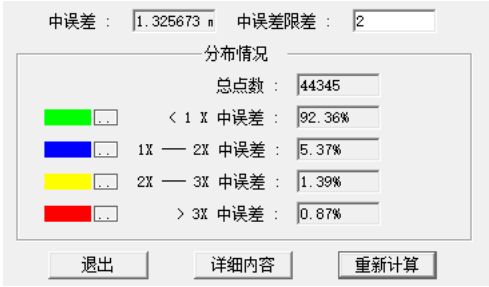 中误差 : 1.325673 m 中误差限差 : 2
分布情况
总点数 : 44345
.. < 1 X 中误差 : 92.36%
.. 1X —— 2X 中误差 : 5.37%
.. 2X —— 3X 中误差 : 1.39%
.. > 3X 中误差 : 0.87%
退出 详细内容 重新计算